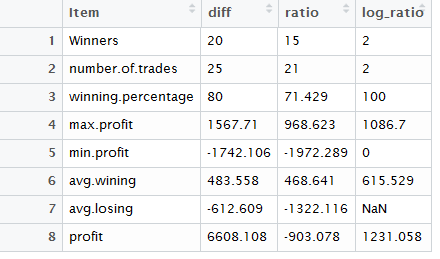 Item diff ratio log_ratio
1 Winners 20 15 2
2 number.of.trades 25 21 2
3 winning.percentage 80 71.429 100
4 max.profit 1567.71 968.623 1086.7
5 min.profit -1742.106 -1972.289 0
6 avg.wining 483.558 468.641 615.529
7 avg.losing -612.609 -1322.116 NaN
8 profit 6608.108 -903.078 1231.058